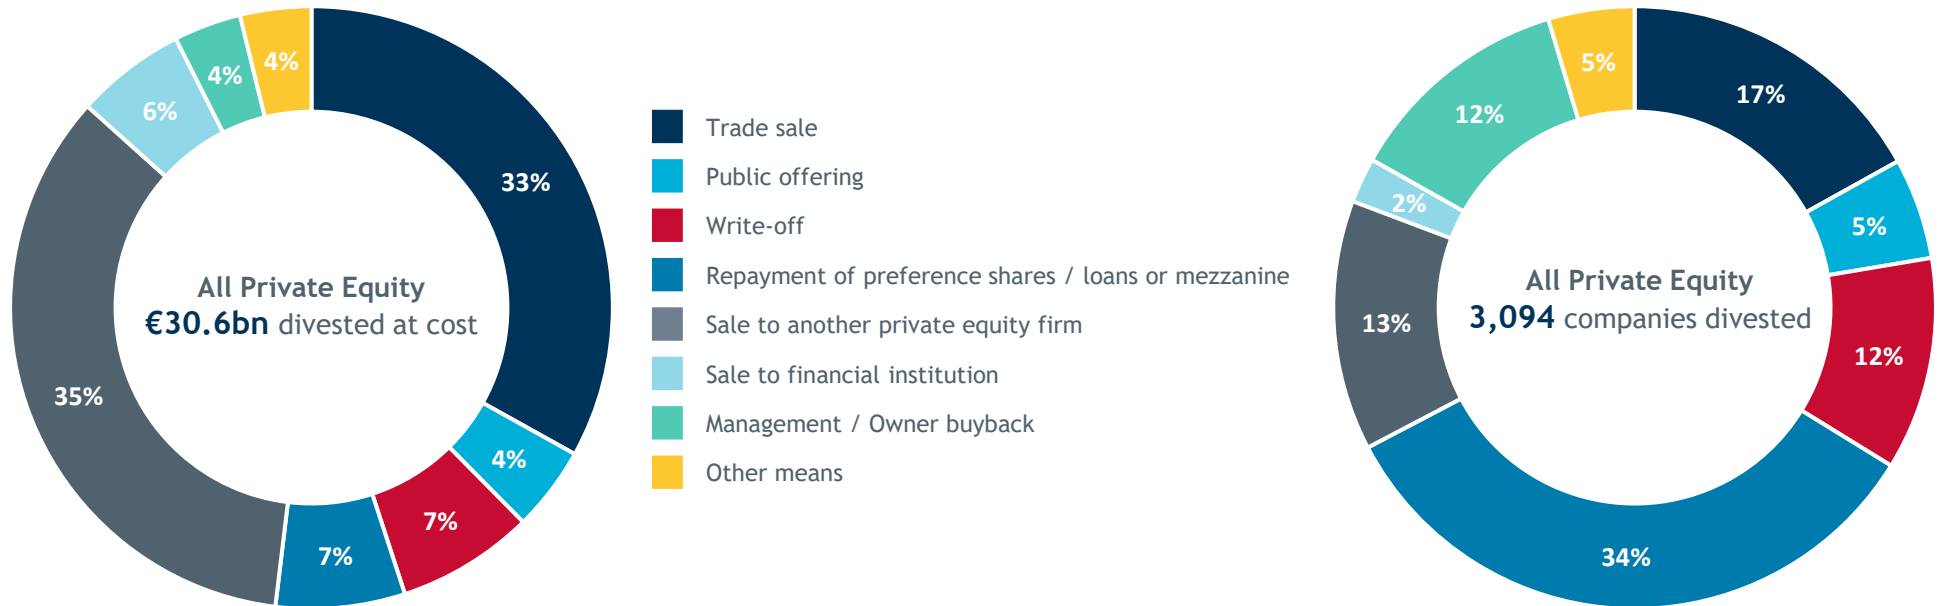 33%
4%
7%
7%
35%
6%
4%
4%
All Private Equity
€30.6bn divested at cost
Trade sale
Public offering
Write-off
Repayment of preference shares / loans or mezzanine
Sale to another private equity firm
Sale to financial institution
Management / Owner buyback
Other means
17%
5%
12%
34%
13%
2%
12%
5%
All Private Equity
3,094 companies divested